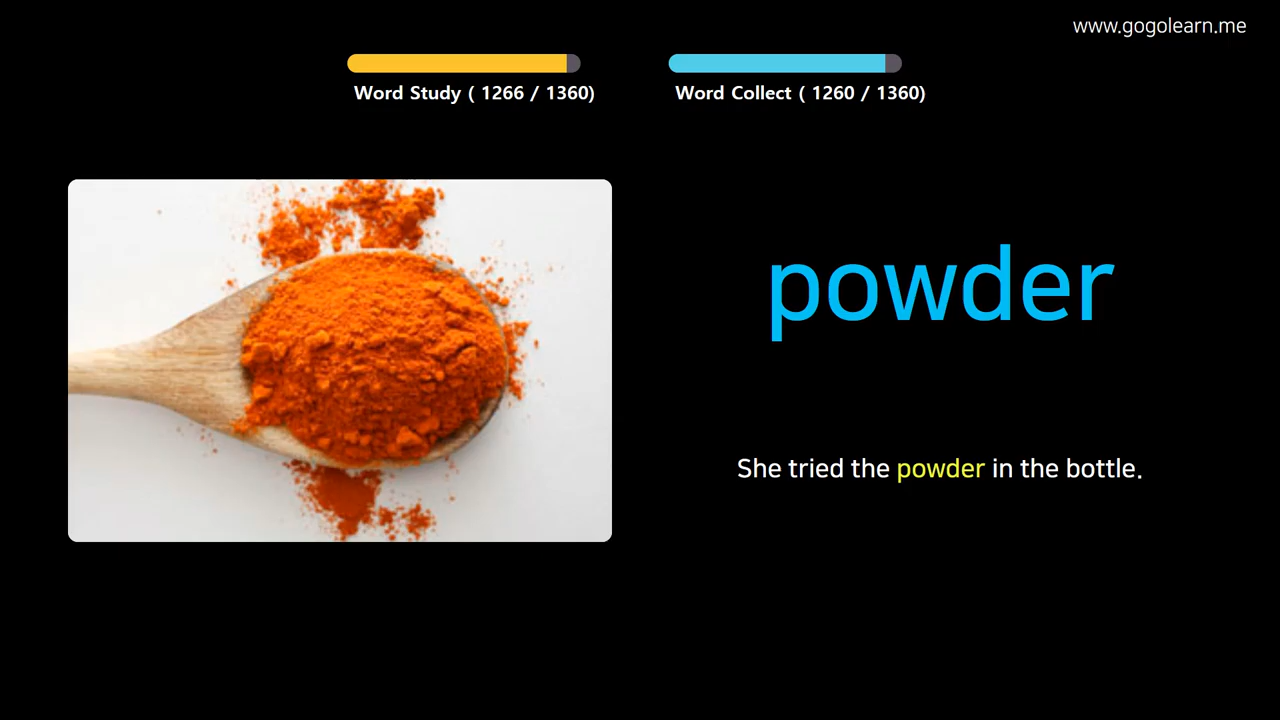 www.gogolearn.me
Word Study ( 1266 / 1360)
Word Collect ( 1260 / 1360)
powder
She tried the powder in the bottle.